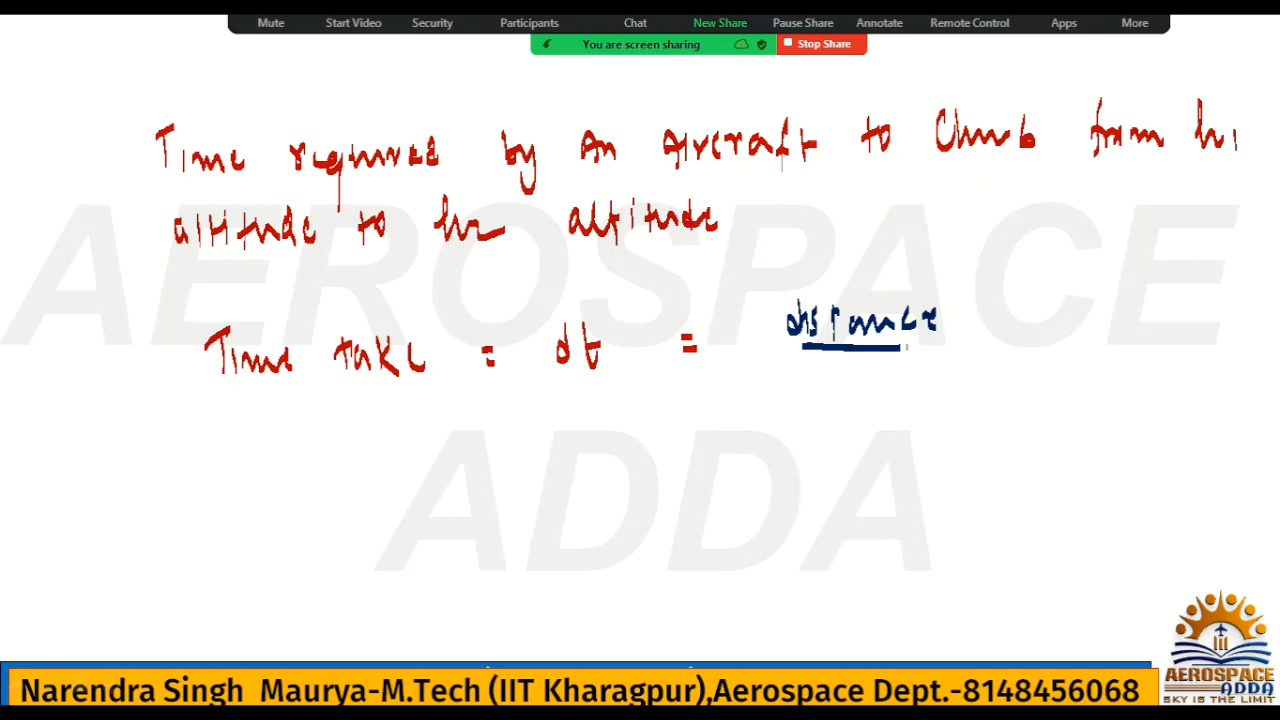 Mute Start Video Security Participants Chat New Share Pause Share Annotate Remote Control Apps More
You are screen sharing Stop Share
Time required by an aircraft to climb from h1
altitude to h2 altitude
Time take = dt = distance
AEROSPACE
ADDA
Narendra Singh Maurya-M.Tech (IIT Kharagpur),Aerospace Dept.-8148456068
AEROSPACE
ADDA
SKY IS THE LIMIT